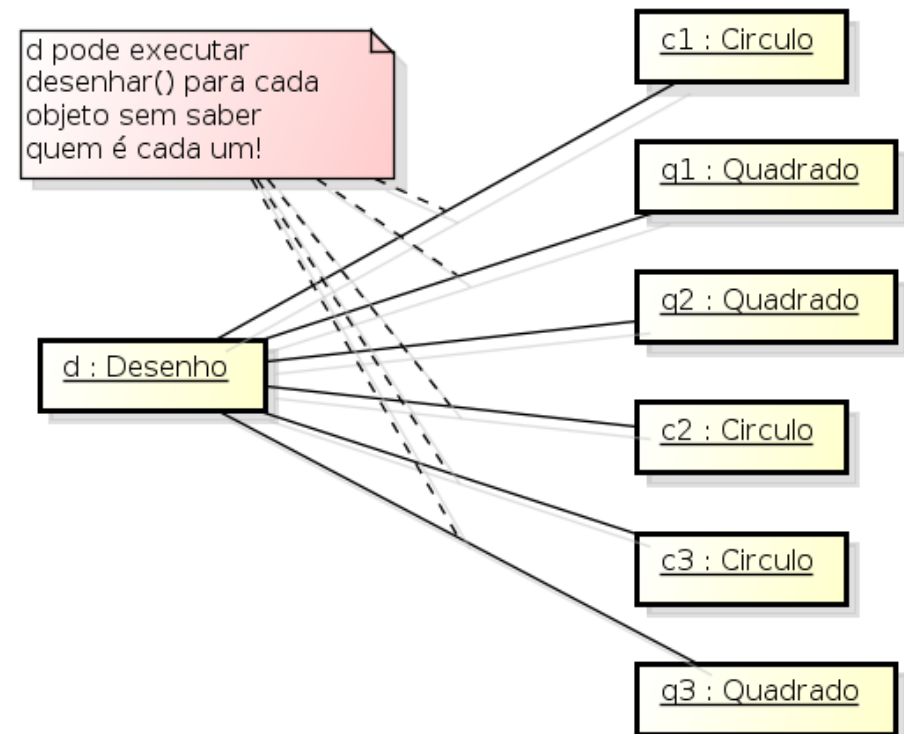 d pode executar
desenhar() para cada
objeto sem saber
quem é cada um!
c1 : Circulo
q1 : Quadrado
q2 : Quadrado
d : Desenho
c2 : Circulo
c3 : Circulo
q3 : Quadrado